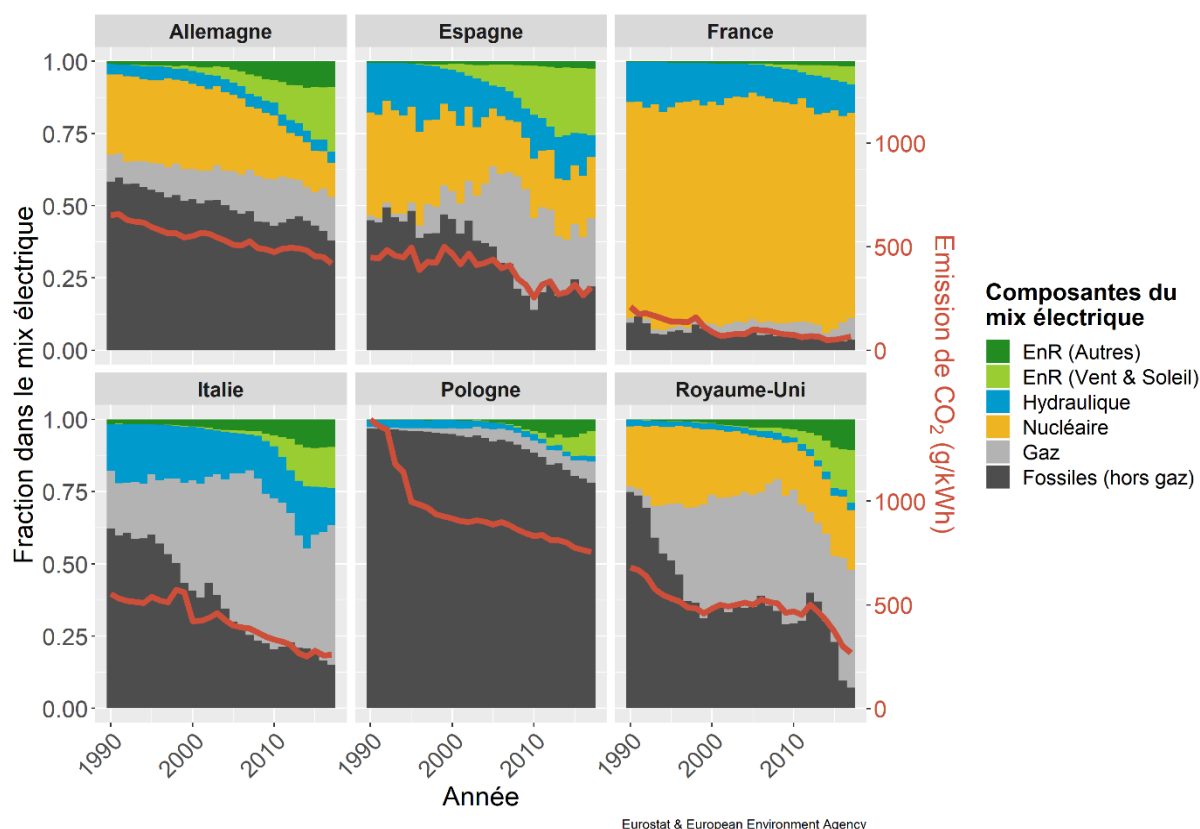 Allemagne
Espagne
France
1.00
0.75
0.50
0.25
0.00
1000
500
0
Italie
Pologne
Royaume-Uni
1.00
0.75
0.50
0.25
0.00
1000
500
0
1990
2000
2010
1990
2000
2010
1990
2000
2010
Fraction dans le mix électrique
Emission de CO₂ (g/kWh)
Année
Composantes du
mix électrique
EnR (Autres)
EnR (Vent & Soleil)
Hydraulique
Nucléaire
Gaz
Fossiles (hors gaz)
Eurostat & European Environment Agency